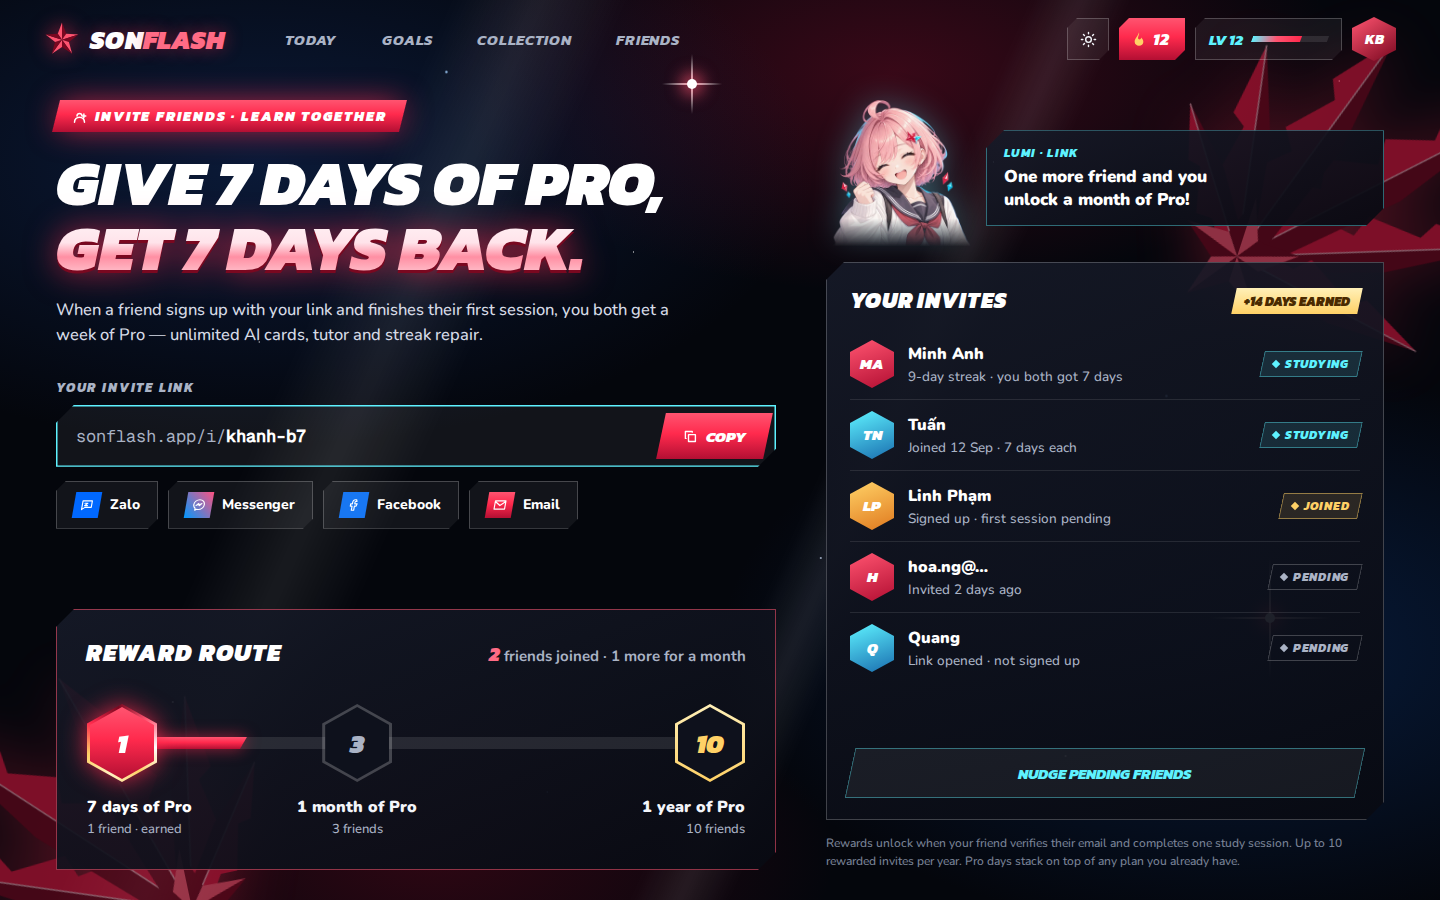 SONFLASH
TODAY GOALS COLLECTION FRIENDS
12
LV 12
KB
INVITE FRIENDS · LEARN TOGETHER
GIVE 7 DAYS OF PRO,
GET 7 DAYS BACK.
When a friend signs up with your link and finishes their first session, you both get a
week of Pro — unlimited AI cards, tutor and streak repair.
YOUR INVITE LINK
sonflash.app/i/khanh-b7
COPY
Zalo
Messenger
Facebook
Email
REWARD ROUTE
2 friends joined · 1 more for a month
1
3
10
7 days of Pro
1 friend · earned
1 month of Pro
3 friends
1 year of Pro
10 friends
LUMI · LINK
One more friend and you
unlock a month of Pro!
YOUR INVITES
+14 DAYS EARNED
MA
Minh Anh
9-day streak · you both got 7 days
STUDYING
TN
Tuấn
Joined 12 Sep · 7 days each
STUDYING
LP
Linh Phạm
Signed up · first session pending
JOINED
H
hoa.ng@...
Invited 2 days ago
PENDING
Q
Quang
Link opened · not signed up
PENDING
NUDGE PENDING FRIENDS
Rewards unlock when your friend verifies their email and completes one study session. Up to 10
rewarded invites per year. Pro days stack on top of any plan you already have.